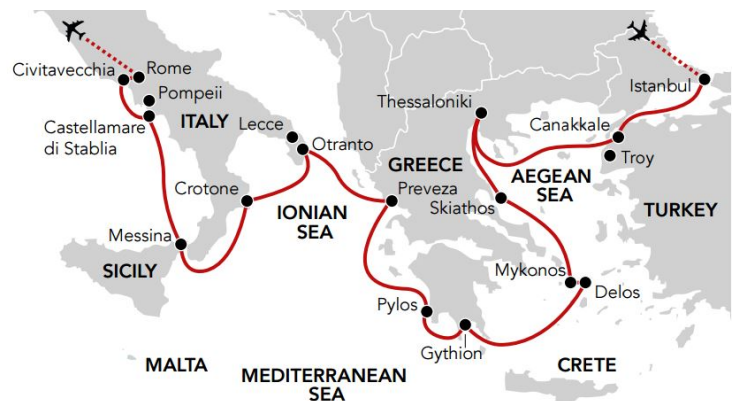 Civitavecchia
Rome
Pompeii
Castellamare
di Stablia
ITALY
Lecce
Otranto
Crotone
Messina
SICILY
IONIAN
SEA
MALTA
MEDITERRANEAN
SEA
Thessaloniki
GREECE
Preveza
Skiathos
Pylos
Gythion
Mykonos
Delos
CRETE
AEGEAN
SEA
Canakkale
Troy
Istanbul
TURKEY